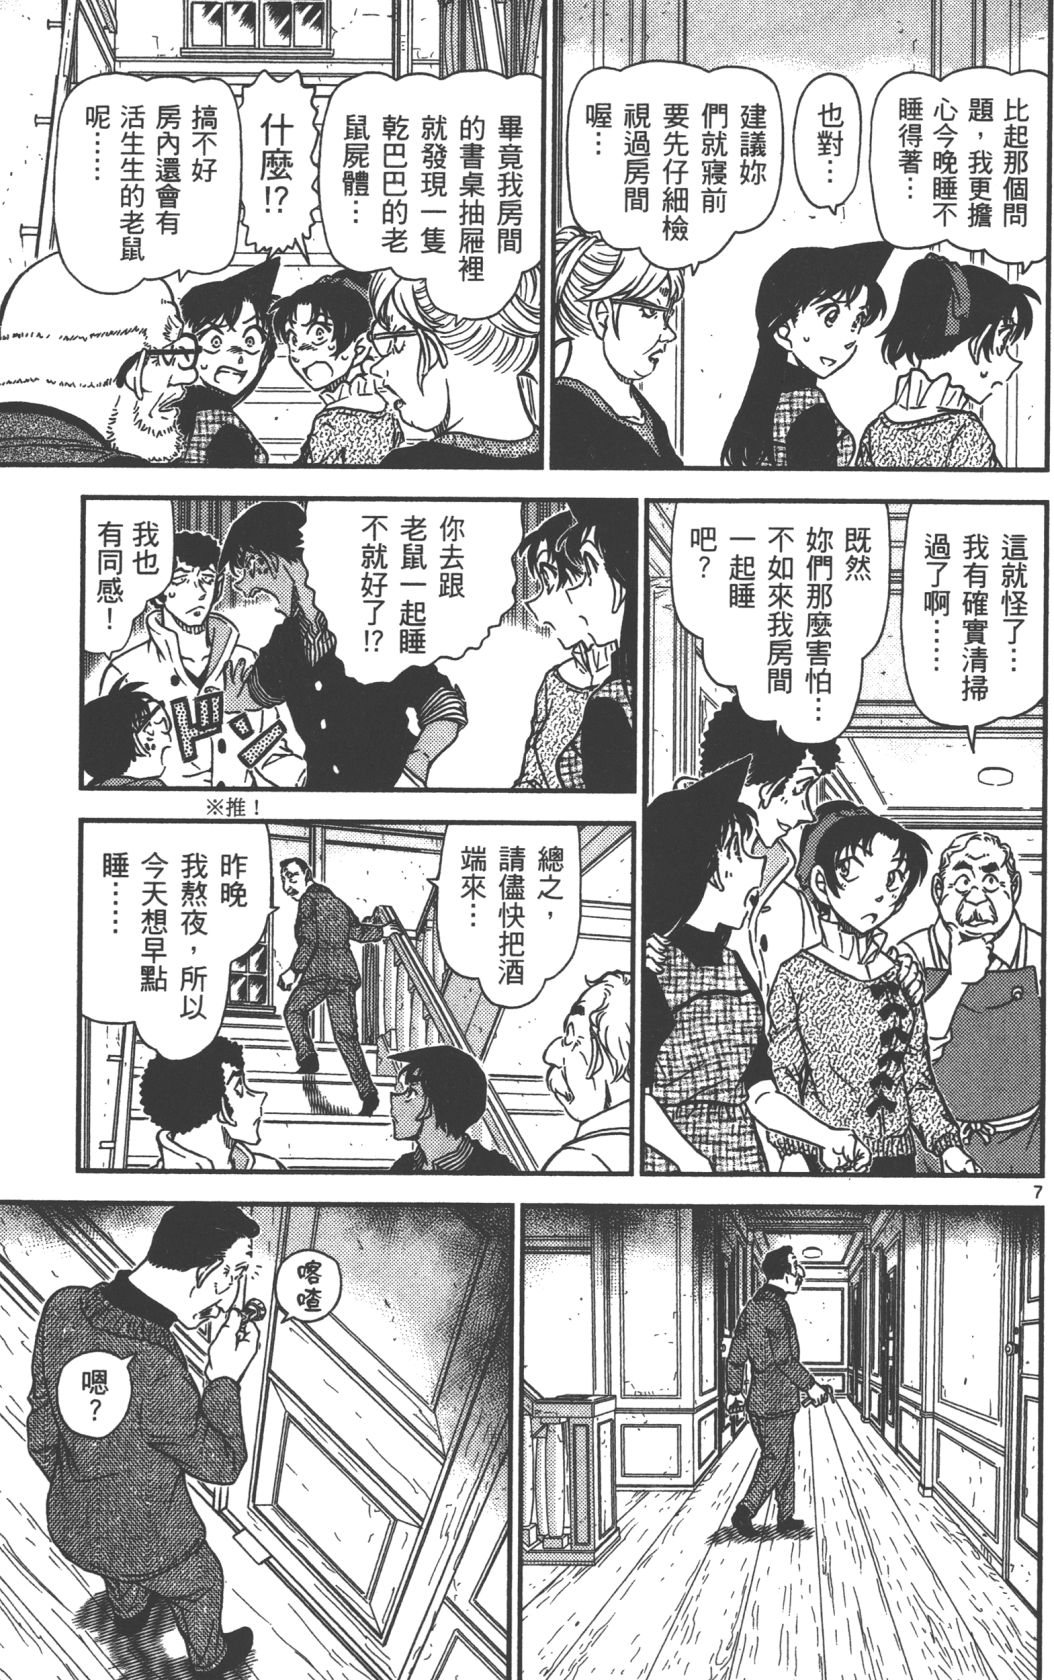 比起那個問
題，我更擔
心今晚睡不
睡得著…
也對…
建議妳
們就寢前
要先仔細檢
視過房間
喔…
畢竟我房間
的書桌抽屜裡
就發現一隻
乾巴巴的老
鼠屍體…
什麼!?
搞不好
房內還會有
活生生的老鼠
呢……
這就怪了…
我有確實清掃
過了啊……
既然
妳們那麼害怕…
不如來我房間
一起睡
吧？
你去跟
老鼠一起睡
不就好了!?
我也
有同感！
ドン
※推！
總之，
請儘快把酒
端來…
昨晚
我熬夜，所以
今天想早點
睡……
7
喀喳
嗯？